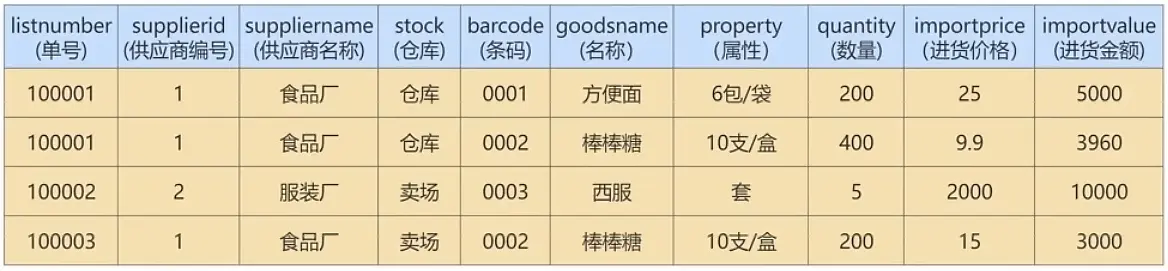 listnumber supplierid suppliername stock barcode goodsname property quantity importprice importvalue
(单号) (供应商编号) (供应商名称) (仓库) (条码) (名称) (属性) (数量) (进货价格) (进货金额)
100001 1 食品厂 仓库 0001 方便面 6包/袋 200 25 5000
100001 1 食品厂 仓库 0002 棒棒糖 10支/盒 400 9.9 3960
100002 2 服装厂 卖场 0003 西服 套 5 2000 10000
100003 1 食品厂 卖场 0002 棒棒糖 10支/盒 200 15 3000